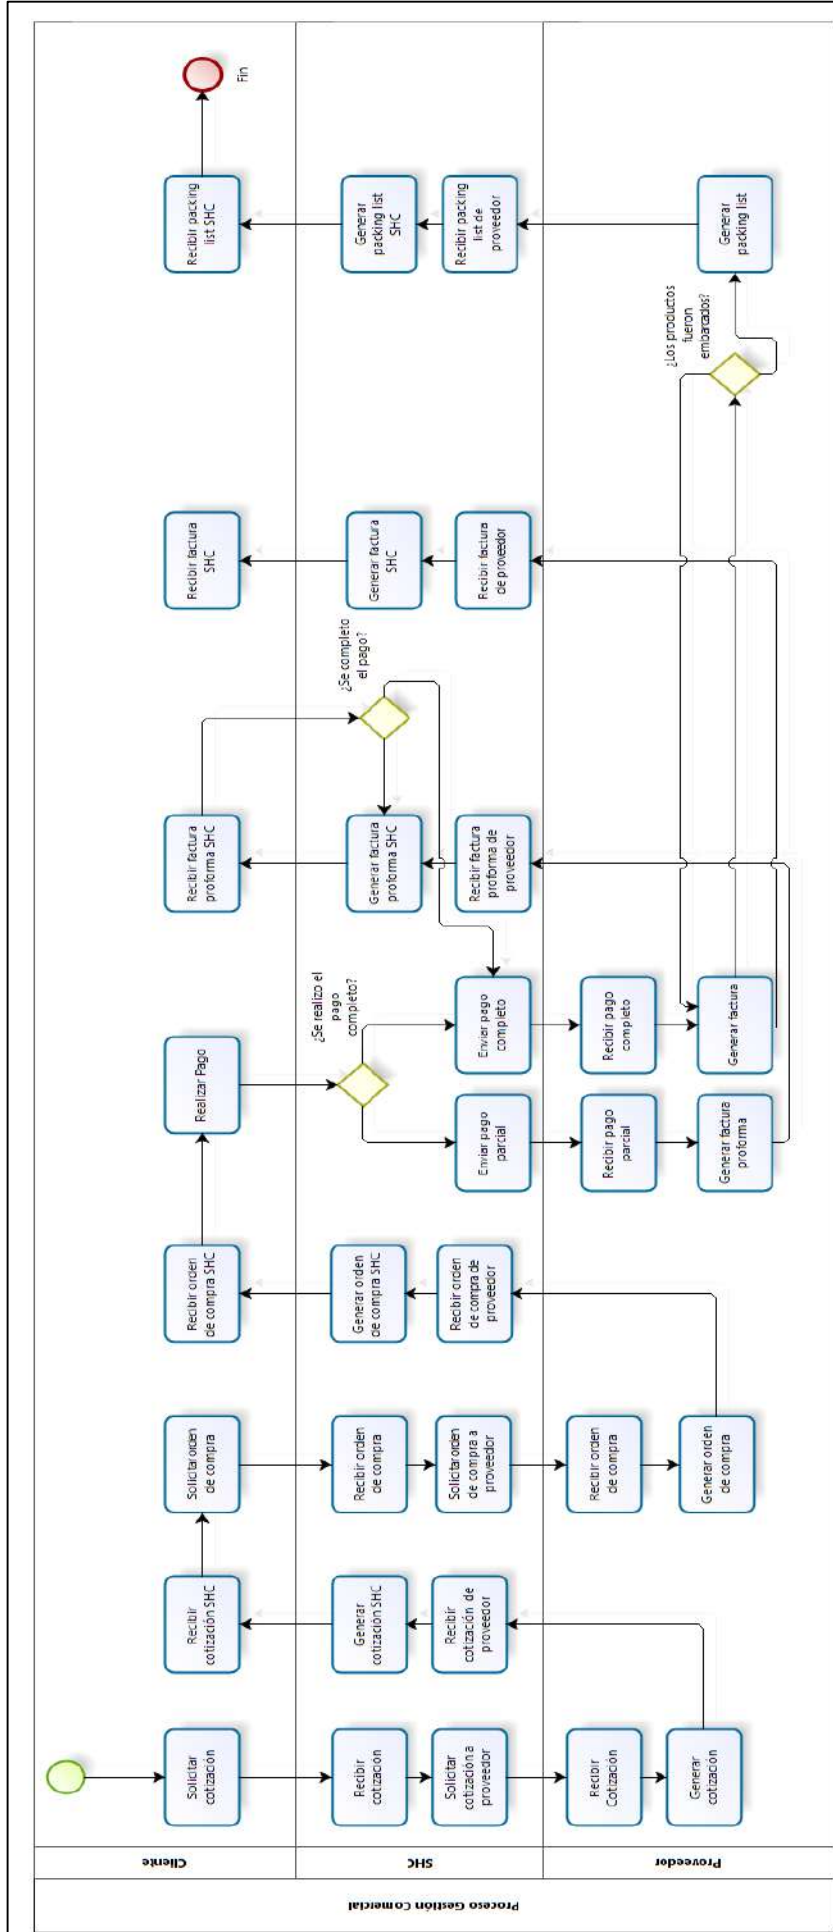 Proceso Gestión Comercial
Cliente
SHC
Proveedor
Solicitar
cotización
Recibir
cotización SHC
Solicitar orden
de compra
Recibir orden
de compra SHC
Realizar Pago
Recibir factura
proforma SHC
Recibir factura
SHC
Recibir packing
list SHC
Fin
Recibir
cotización
Solicitar
cotización a
proveedor
Generar
cotización SHC
Recibir
cotización de
proveedor
Recibir orden
de compra
Solicitar orden
de compra a
proveedor
Generar orden
de compra SHC
Recibir orden
de compra de
proveedor
¿Se realizo el
pago
completo?
Enviar pago
parcial
Enviar pago
completo
Generar factura
proforma SHC
Recibir factura
proforma de
proveedor
¿Se completo
el pago?
Generar factura
SHC
Recibir factura
de proveedor
Generar
packing list
SHC
Recibir packing
list de
proveedor
Recibir
Cotización
Generar
cotización
Recibir orden
de compra
Generar orden
de compra
Recibir pago
parcial
Generar factura
proforma
Recibir pago
completo
Generar factura
¿Los productos
fueron
embarcados?
Generar
packing list